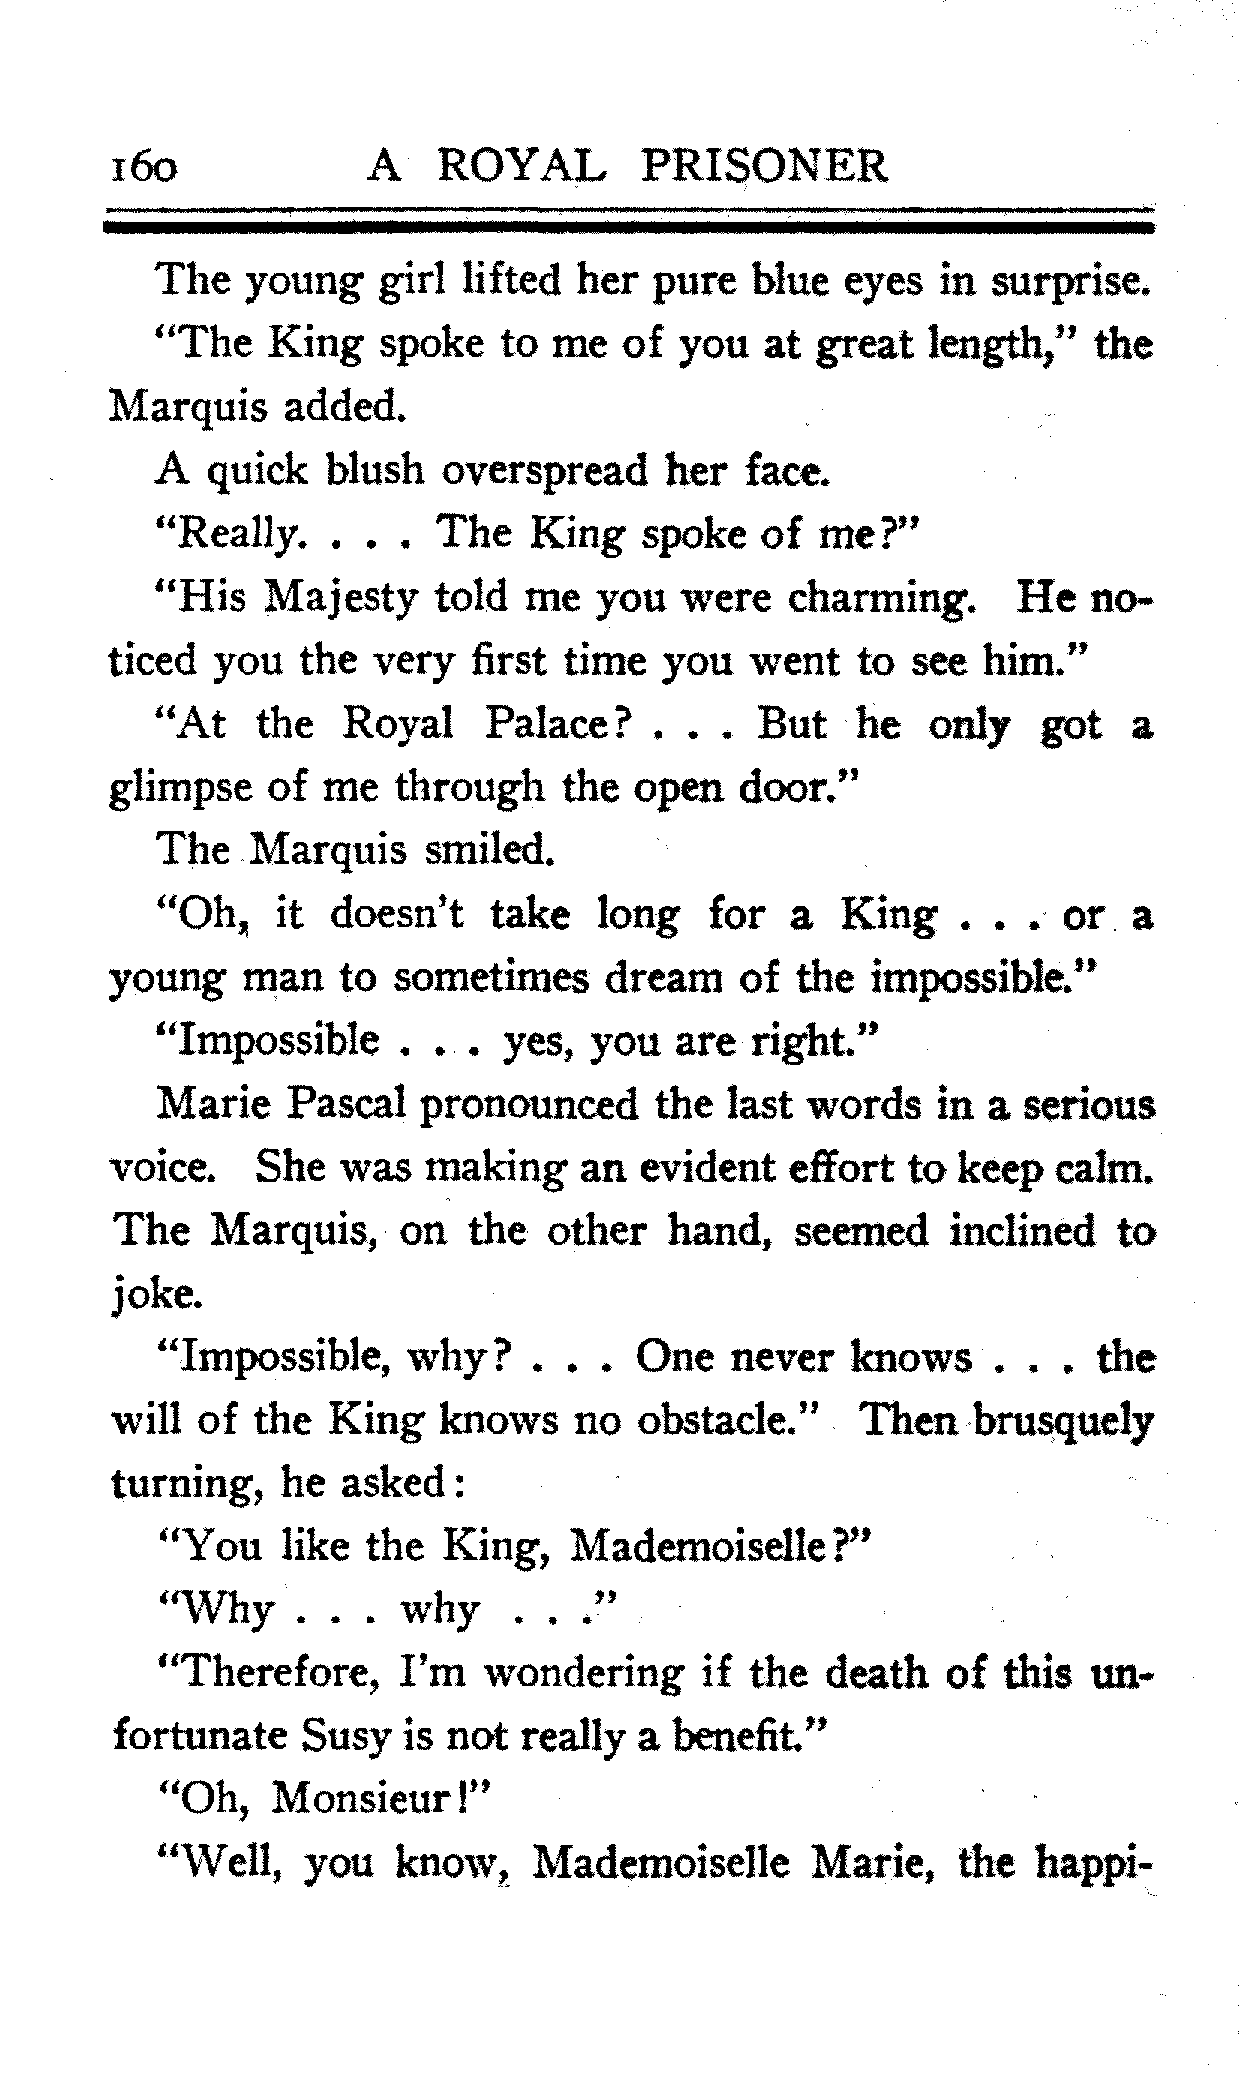 160 A ROYAL PRISONER
The young girl lifted her pure blue eyes in surprise.
"The King spoke to me of you at great length," the
Marquis added.
A quick blush overspread her face.
"Really. . . . The King spoke of me?"
"His Majesty told me you were charming. He no-
ticed you the very first time you went to see him."
"At the Royal Palace? . . . But he only got a
glimpse of me through the open door."
The Marquis smiled.
"Oh, it doesn't take long for a King . . . or a
young man to sometimes dream of the impossible."
"Impossible . . . yes, you are right."
Marie Pascal pronounced the last words in a serious
voice. She was making an evident effort to keep calm.
The Marquis, on the other hand, seemed inclined to
joke.
"Impossible, why? . . . One never knows . . . the
will of the King knows no obstacle." Then brusquely
turning, he asked:
"You like the King, Mademoiselle?"
"Why . . . why . . ."
"Therefore, I'm wondering if the death of this un-
fortunate Susy is not really a benefit."
"Oh, Monsieur!"
"Well, you know, Mademoiselle Marie, the happi-